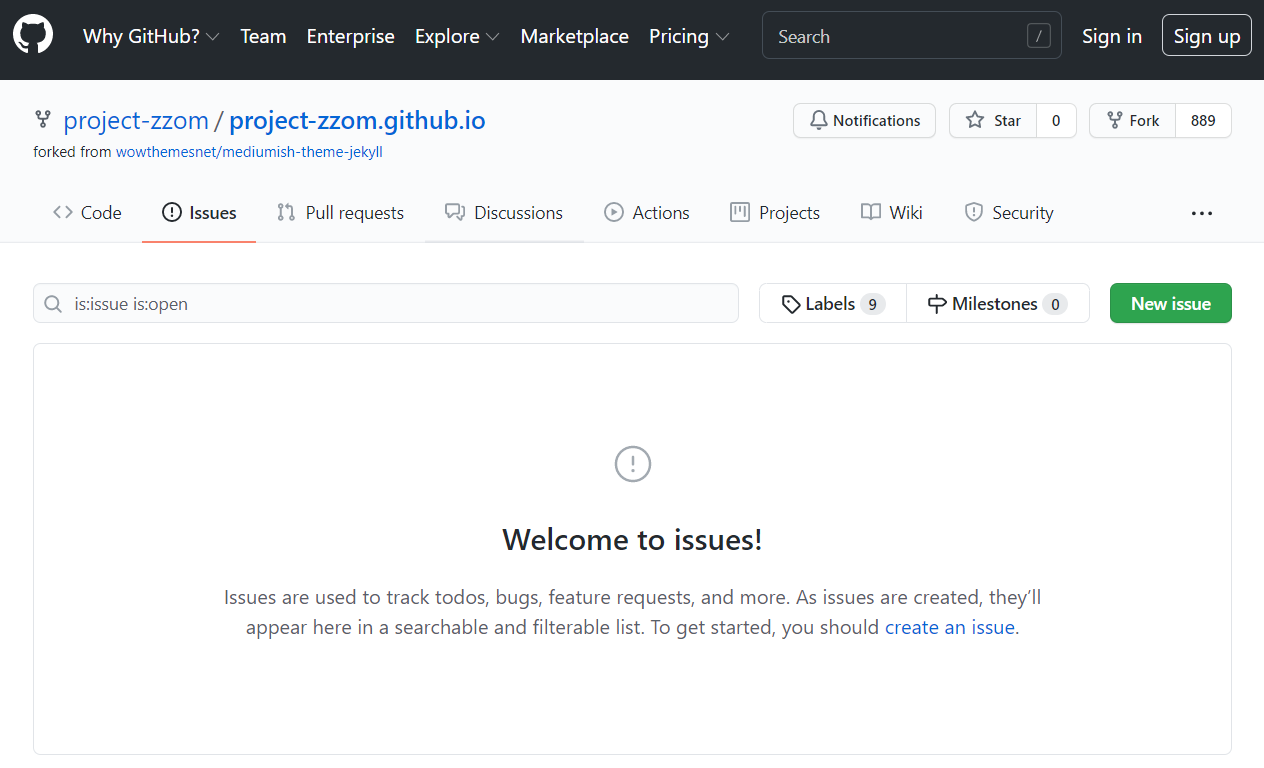 Why GitHub? Team Enterprise Explore Marketplace Pricing Search / Sign in Sign up
project-zzom / project-zzom.github.io Notifications Star 0 Fork 889
forked from wowthemesnet/mediumish-theme-jekyll
Code Issues Pull requests Discussions Actions Projects Wiki Security ...
is:issue is:open Labels 9 Milestones 0 New issue
Welcome to issues!
Issues are used to track todos, bugs, feature requests, and more. As issues are created, they’ll
appear here in a searchable and filterable list. To get started, you should create an issue.